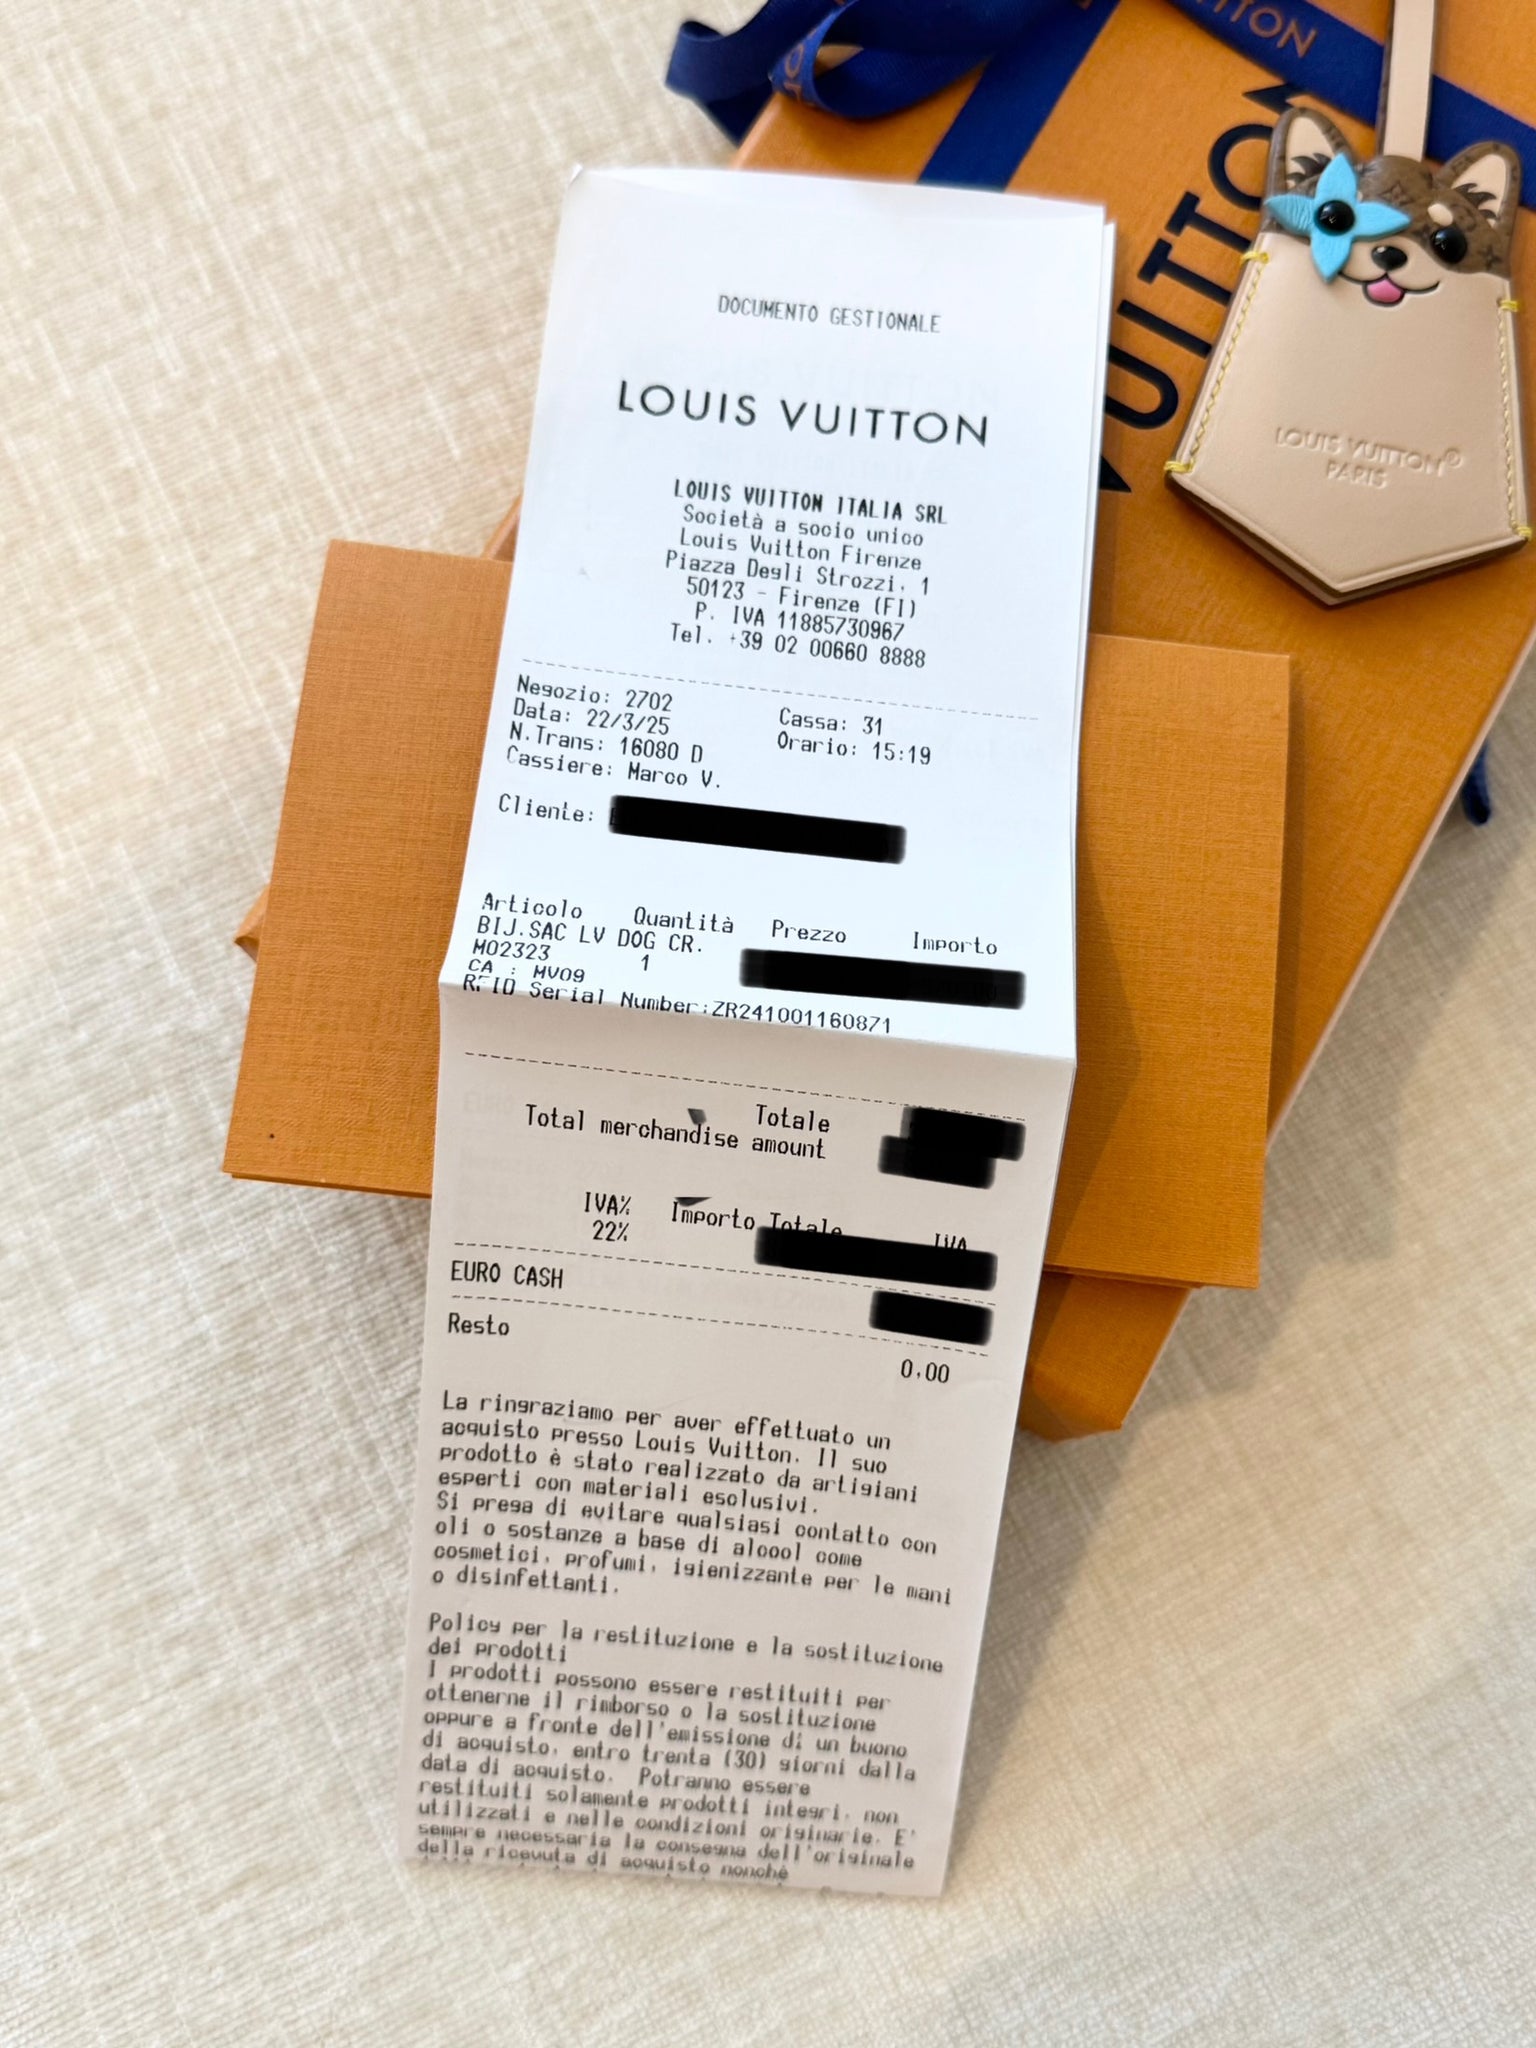 VUITTON
VUITTON
LOUIS VUITTON®
PARIS
DOCUMENTO GESTIONALE
LOUIS VUITTON
LOUIS VUITTON ITALIA SRL
Società a socio unico
Louis Vuitton Firenze
Piazza Degli Strozzi, 1
50123 - Firenze (FI)
P. IVA 11885730967
Tel. +39 02 00660 8888
Negozio: 2702 Cassa: 31
Data: 22/3/25 Orario: 15:19
N.Trans: 16080 D
Cassiere: Marco V.
Cliente:
Articolo Quantità Prezzo Importo
BIJ.SAC LV DOG CR.
M02323 1
CA : MV09
RFID Serial Number:ZR241001160871
Totale
Total merchandise amount
IVA% Importo Totale IVA
22%
EURO CASH
Resto
0,00
La ringraziamo per aver effettuato un
acquisto presso Louis Vuitton. Il suo
prodotto è stato realizzato da artigiani
esperti con materiali esclusivi.
Si prega di evitare qualsiasi contatto con
oli o sostanze a base di alcool come
cosmetici, profumi, igienizzante per le mani
o disinfettanti.
Policy per la restituzione e la sostituzione
dei prodotti
I prodotti possono essere restituiti per
ottenerne il rimborso o la sostituzione
oppure a fronte dell'emissione di un buono
di acquisto, entro trenta (30) giorni dalla
data di acquisto. Potranno essere
restituiti solamente prodotti integri, non
utilizzati e nelle condizioni originarie. E'
sempre necessaria la consegna dell'originale
della ricevuta di acquisto nonchè